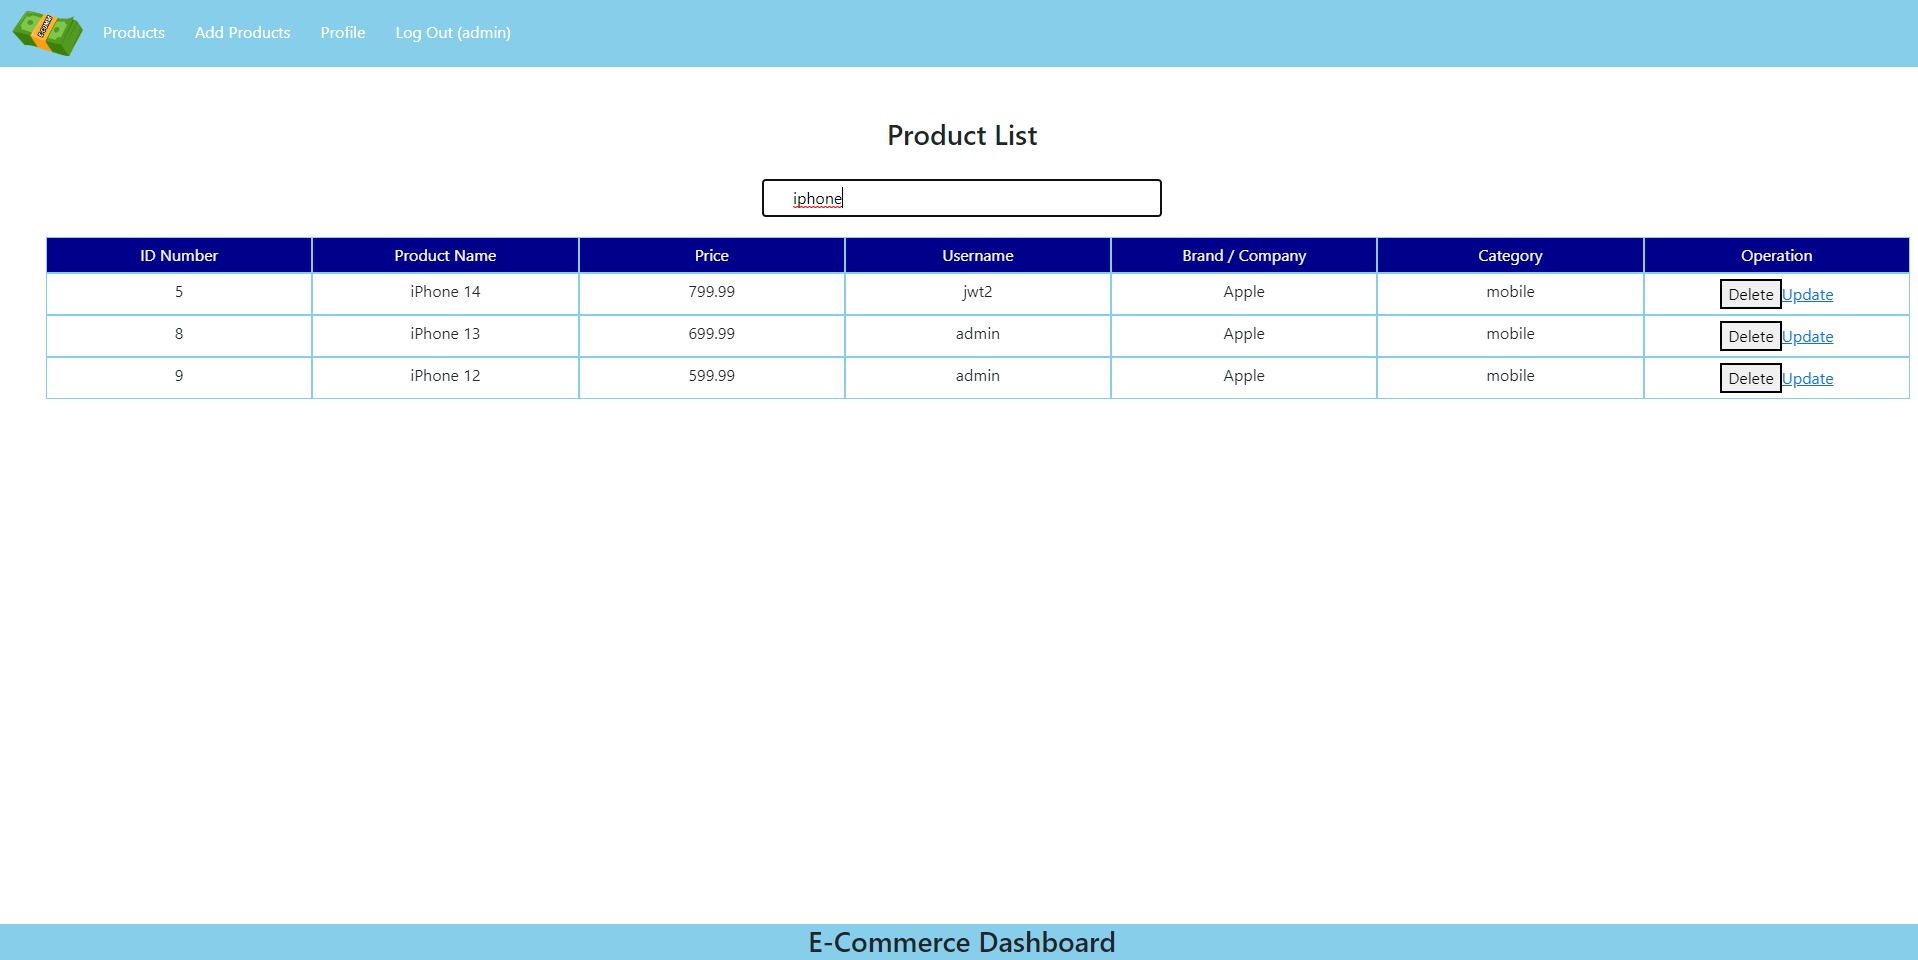 ECOMM
Products Add Products Profile Log Out (admin)
Product List
iphone
ID Number Product Name Price Username Brand / Company Category Operation
5 iPhone 14 799.99 jwt2 Apple mobile Delete Update
8 iPhone 13 699.99 admin Apple mobile Delete Update
9 iPhone 12 599.99 admin Apple mobile Delete Update
E-Commerce Dashboard